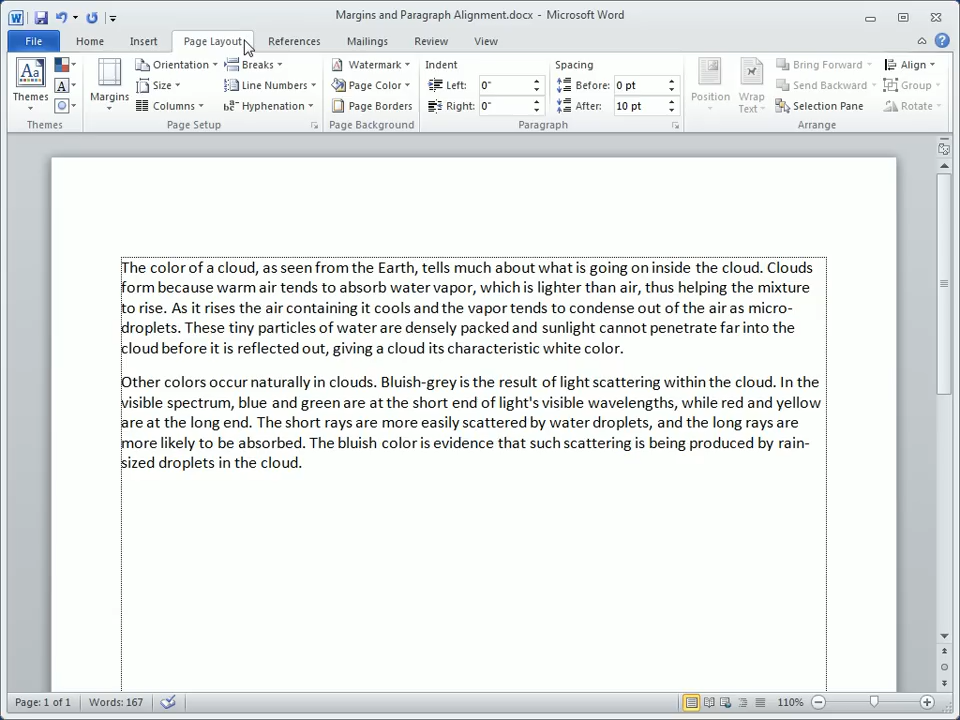 Margins and Paragraph Alignment.docx - Microsoft Word
File Home Insert Page Layout References Mailings Review View
Themes
Themes
Margins
Orientation
Size
Columns
Breaks
Line Numbers
Hyphenation
Page Setup
Watermark
Page Color
Page Borders
Page Background
Indent
Left: 0"
Right: 0"
Spacing
Before: 0 pt
After: 10 pt
Paragraph
Position
Wrap
Text
Bring Forward
Send Backward
Selection Pane
Align
Group
Rotate
Arrange
The color of a cloud, as seen from the Earth, tells much about what is going on inside the cloud. Clouds
form because warm air tends to absorb water vapor, which is lighter than air, thus helping the mixture
to rise. As it rises the air containing it cools and the vapor tends to condense out of the air as micro-
droplets. These tiny particles of water are densely packed and sunlight cannot penetrate far into the
cloud before it is reflected out, giving a cloud its characteristic white color.
Other colors occur naturally in clouds. Bluish-grey is the result of light scattering within the cloud. In the
visible spectrum, blue and green are at the short end of light's visible wavelengths, while red and yellow
are at the long end. The short rays are more easily scattered by water droplets, and the long rays are
more likely to be absorbed. The bluish color is evidence that such scattering is being produced by rain-
sized droplets in the cloud.
Page: 1 of 1 Words: 167 110%